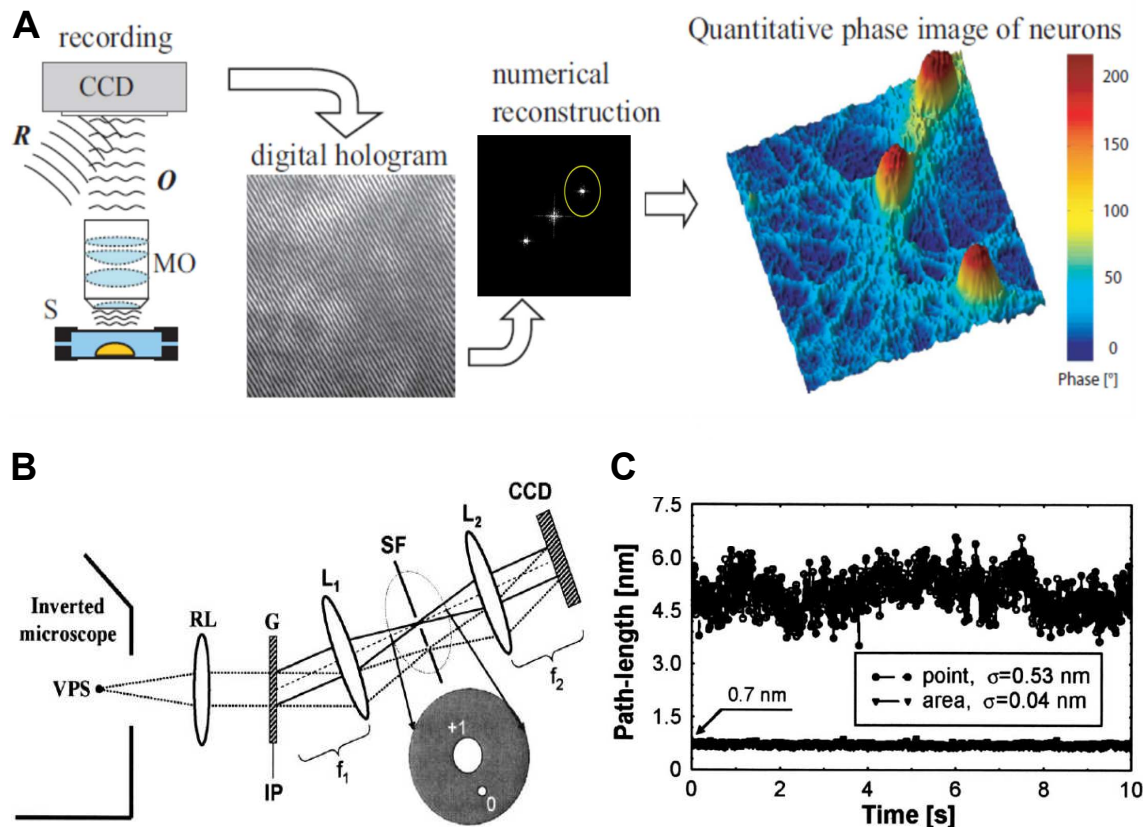 A
recording
CCD
R
O
MO
S
digital hologram
numerical
reconstruction
Quantitative phase image of neurons
200
150
100
50
0
Phase [°]
B
Inverted
microscope
VPS
RL
G
IP
L1
f1
SF
L2
CCD
f2
+1
0
C
Path-length [nm]
7.5
6.0
4.5
3.0
1.5
0
point, σ=0.53 nm
area, σ=0.04 nm
0.7 nm
0 2 4 6 8 10
Time [s]